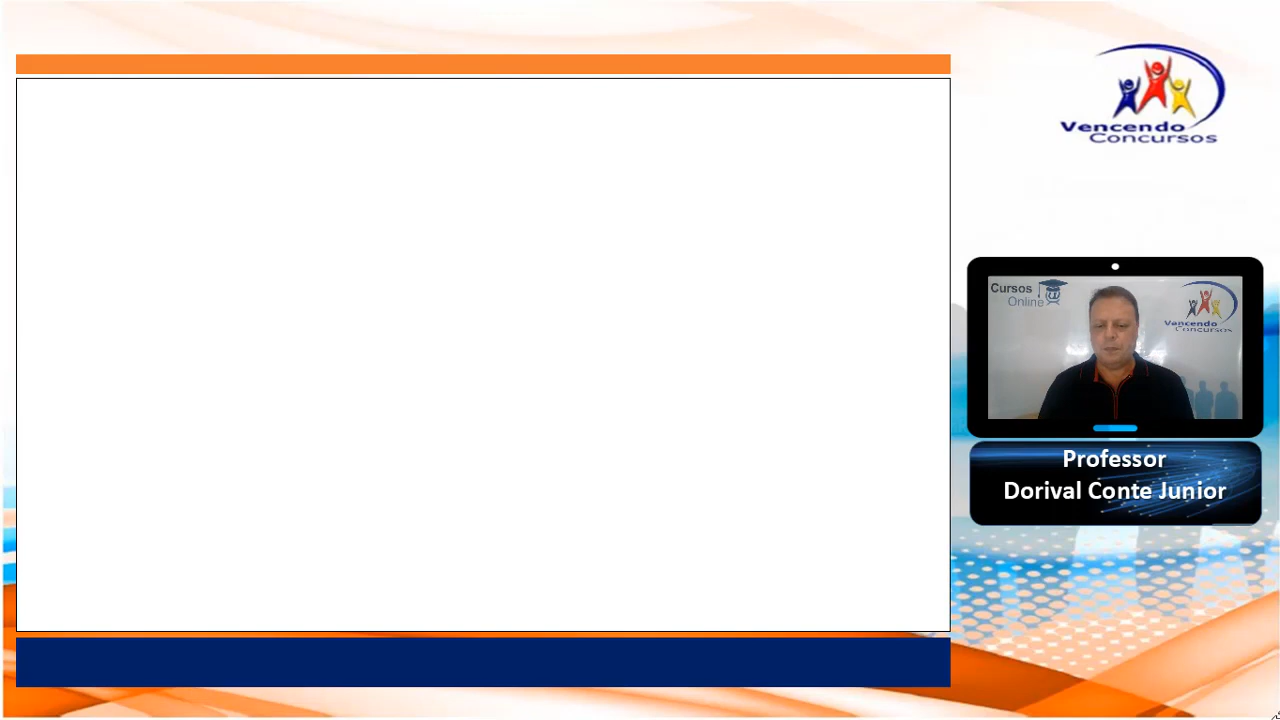 Vencendo
Concursos
Cursos
Online
Vencendo
Concursos
Professor
Dorival Conte Junior